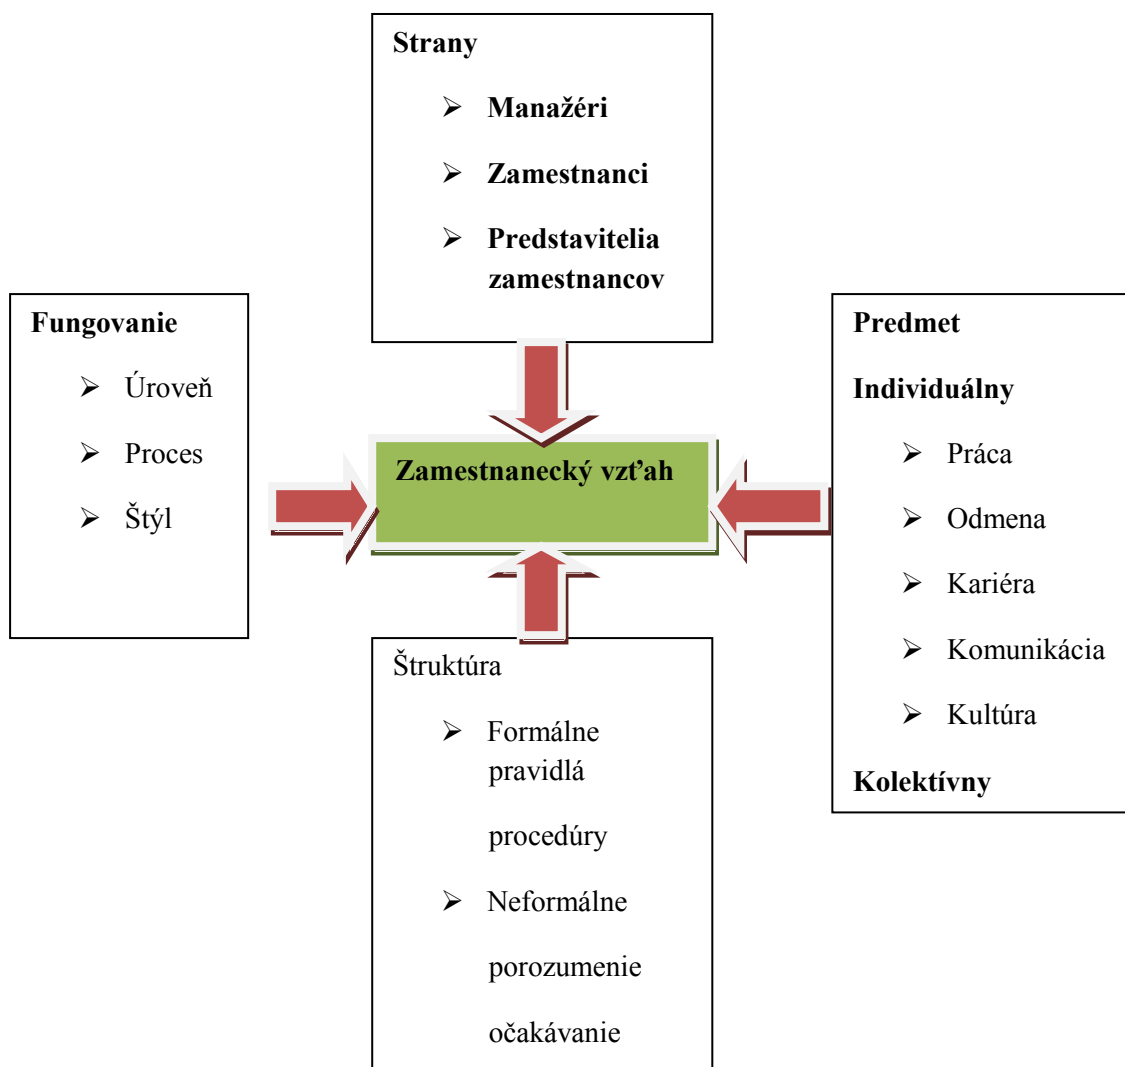 Strany
➢ Manažéri
➢ Zamestnanci
➢ Predstavitelia
zamestnancov
Fungovanie
➢ Úroveň
➢ Proces
➢ Štýl
Zamestnanecký vzťah
Predmet
Individuálny
➢ Práca
➢ Odmena
➢ Kariéra
➢ Komunikácia
➢ Kultúra
Kolektívny
Štruktúra
➢ Formálne
pravidlá
procedúry
➢ Neformálne
porozumenie
očakávanie